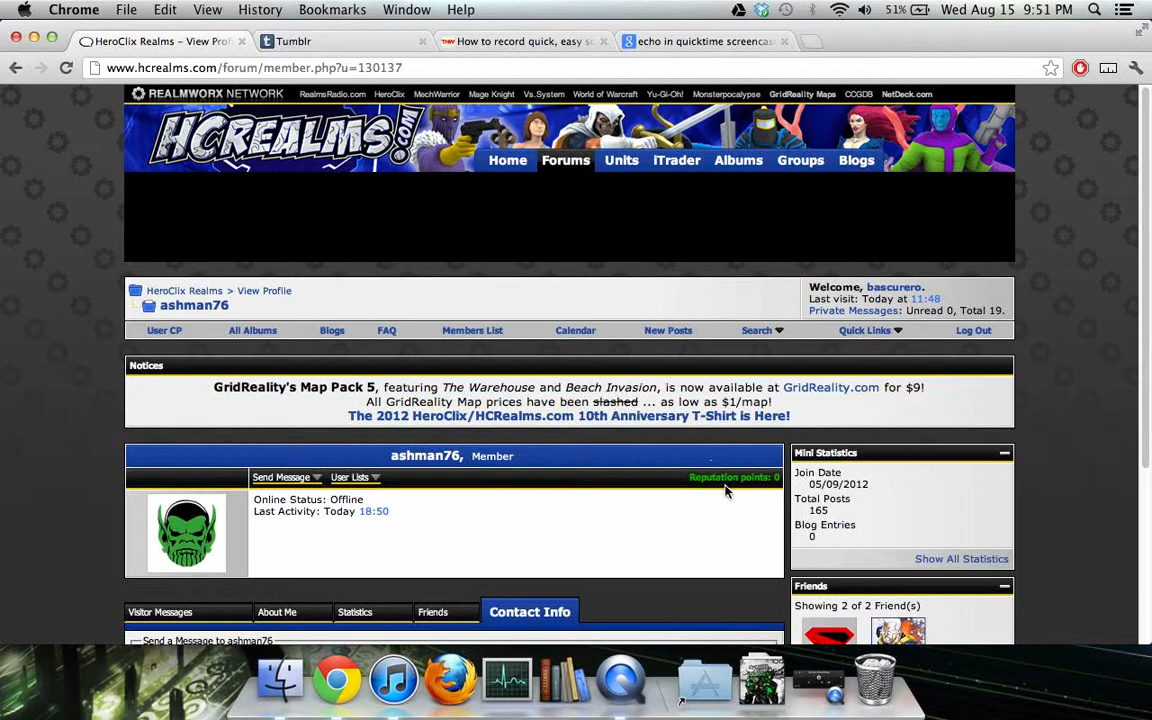 Chrome File Edit View History Bookmarks Window Help 51% Wed Aug 15 9:51 PM
HeroClix Realms – View Prof Tumblr How to record quick, easy s echo in quicktime screencas
www.hcrealms.com/forum/member.php?u=130137
REALMWORX NETWORK RealmsRadio.com HeroClix MechWarrior Mage Knight Vs.System World of Warcraft Yu-Gi-Oh! Monsterpocalypse GridReality Maps CCGDB NetDeck.com
HCREALMS.com
Home Forums Units iTrader Albums Groups Blogs
HeroClix Realms > View Profile
ashman76
Welcome, bascurero.
Last visit: Today at 11:48
Private Messages: Unread 0, Total 19.
User CP All Albums Blogs FAQ Members List Calendar New Posts Search Quick Links Log Out
Notices
GridReality's Map Pack 5, featuring The Warehouse and Beach Invasion, is now available at GridReality.com for $9!
All GridReality Map prices have been slashed ... as low as $1/map!
The 2012 HeroClix/HCRealms.com 10th Anniversary T-Shirt is Here!
ashman76, Member
Send Message User Lists Reputation points: 0
Online Status: Offline
Last Activity: Today 18:50
Mini Statistics
Join Date
05/09/2012
Total Posts
165
Blog Entries
0
Show All Statistics
Friends
Showing 2 of 2 Friend(s)
Visitor Messages About Me Statistics Friends Contact Info
Send a Message to ashman76